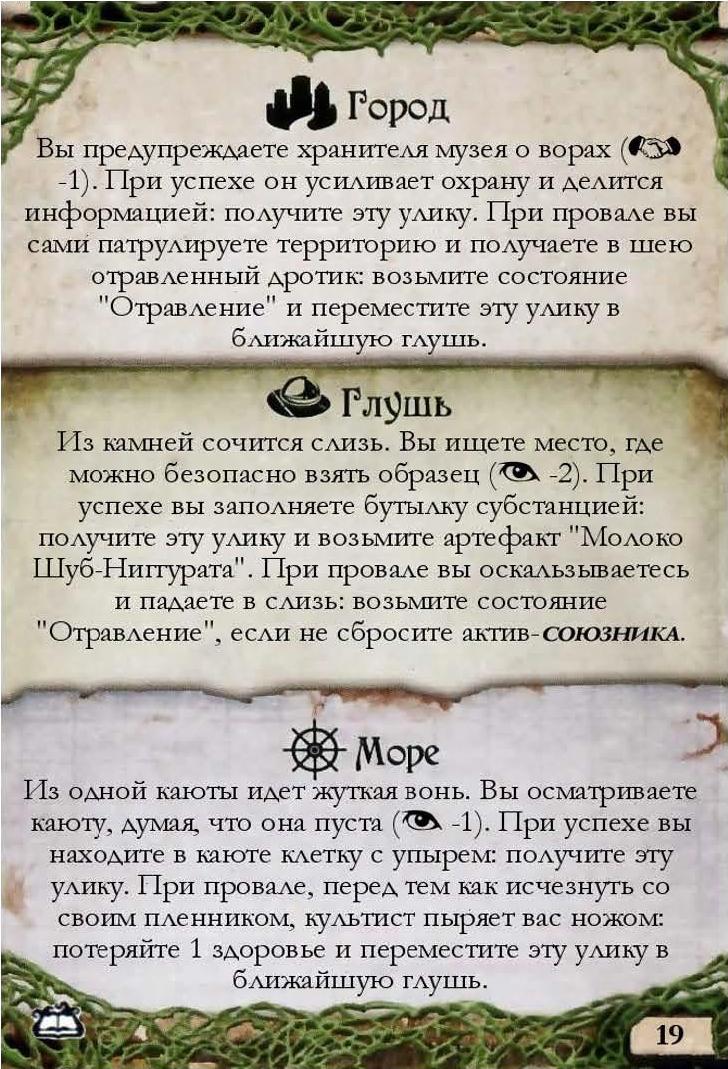 Город
Вы предупреждаете хранителя музея о ворах (
-1). При успехе он усиливает охрану и делится
информацией: получите эту улику. При провале вы
сами патрулируете территорию и получаете в шею
отравленный дротик: возьмите состояние
"Отравление" и переместите эту улику в
ближайшую глушь.
Глушь
Из камней сочится слизь. Вы ищете место, где
можно безопасно взять образец ( -2). При
успехе вы заполняете бутылку субстанцией:
получите эту улику и возьмите артефакт "Молоко
Шуб-Ниггурата". При провале вы оскальзываетесь
и падаете в слизь: возьмите состояние
"Отравление", если не сбросите актив-СОЮЗНИКА.
Море
Из одной каюты идет жуткая вонь. Вы осматриваете
каюту, думая, что она пуста ( -1). При успехе вы
находите в каюте клетку с упырем: получите эту
улику. При провале, перед тем как исчезнуть со
своим пленником, культист пыряет вас ножом:
потеряйте 1 здоровье и переместите эту улику в
ближайшую глушь.
19